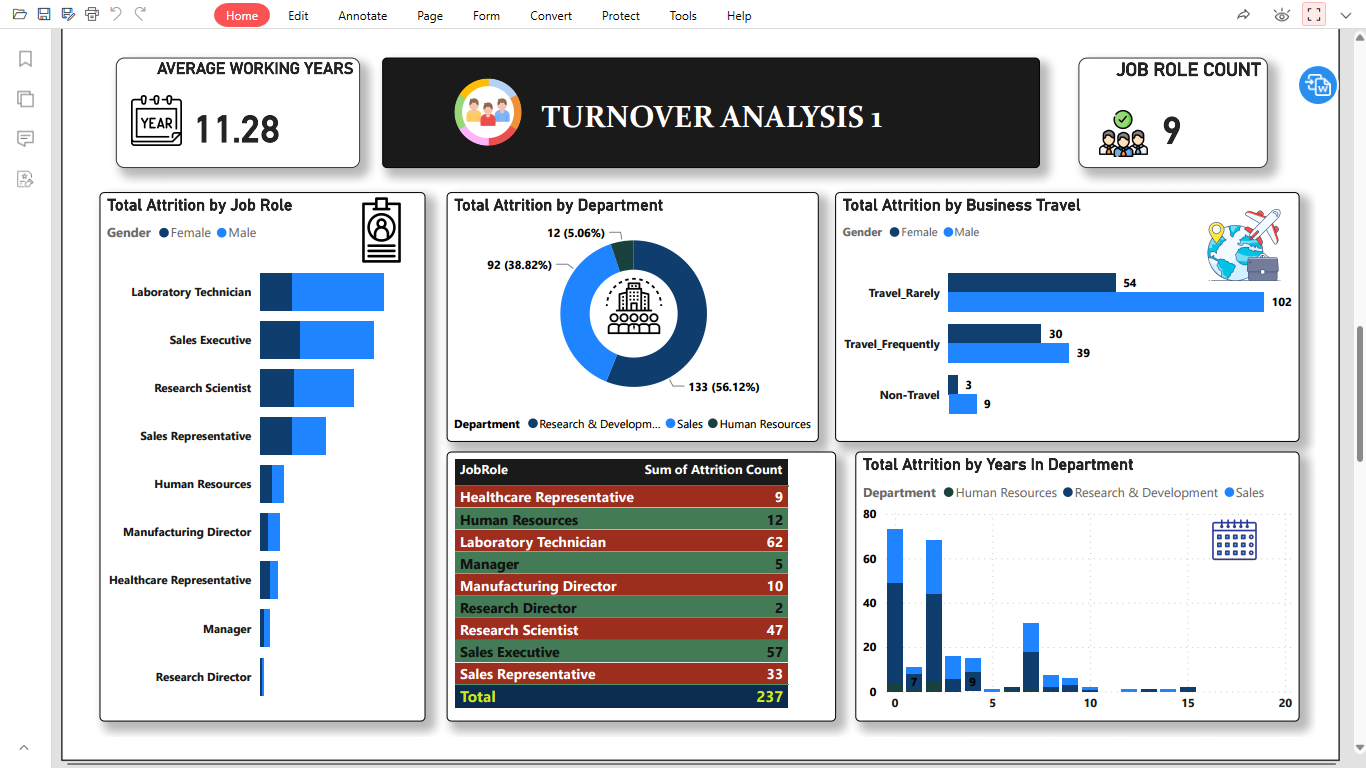 Home Edit Annotate Page Form Convert Protect Tools Help
AVERAGE WORKING YEARS
YEAR
11.28
TURNOVER ANALYSIS 1
JOB ROLE COUNT
9
W
Total Attrition by Job Role
Gender Female Male
Laboratory Technician
Sales Executive
Research Scientist
Sales Representative
Human Resources
Manufacturing Director
Healthcare Representative
Manager
Research Director
Total Attrition by Department
12 (5.06%)
92 (38.82%)
133 (56.12%)
Department Research & Developm... Sales Human Resources
Total Attrition by Business Travel
Gender Female Male
Travel_Rarely 54
102
Travel_Frequently 30
39
Non-Travel 3
9
JobRole Sum of Attrition Count
Healthcare Representative 9
Human Resources 12
Laboratory Technician 62
Manager 5
Manufacturing Director 10
Research Director 2
Research Scientist 47
Sales Executive 57
Sales Representative 33
Total 237
Total Attrition by Years In Department
Department Human Resources Research & Development Sales
80
60
40
20
0
7 9
0 5 10 15 20